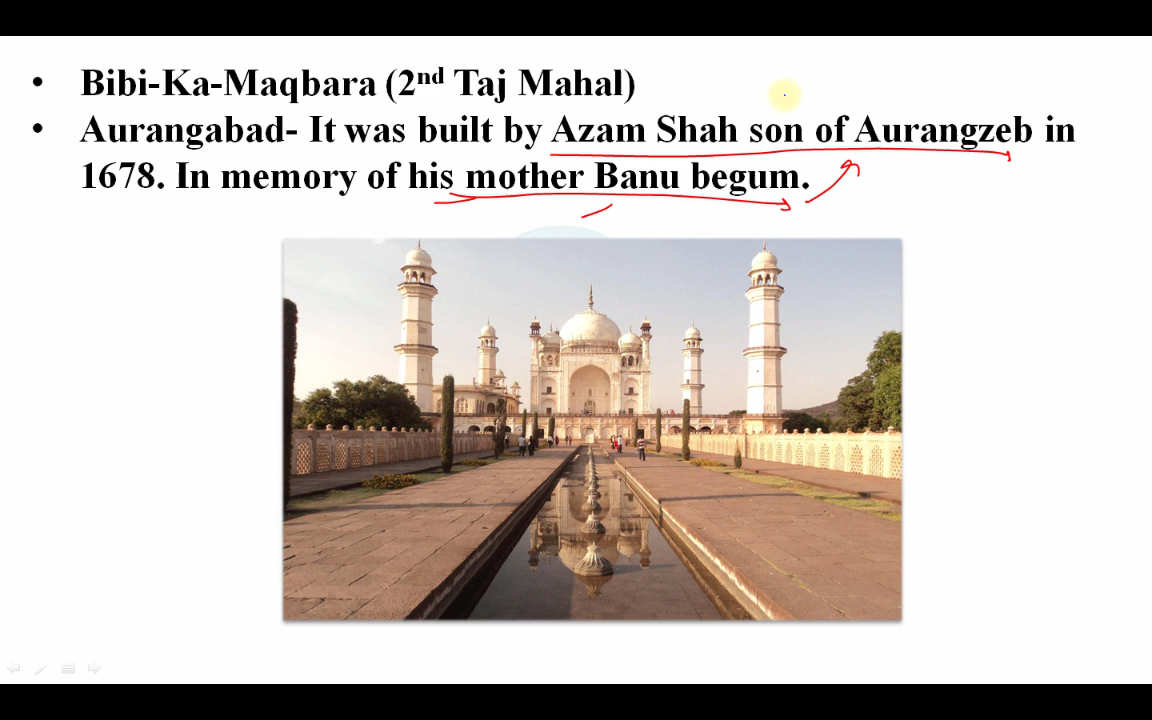 • Bibi-Ka-Maqbara (2nd Taj Mahal)
• Aurangabad- It was built by Azam Shah son of Aurangzeb in
1678. In memory of his mother Banu begum.